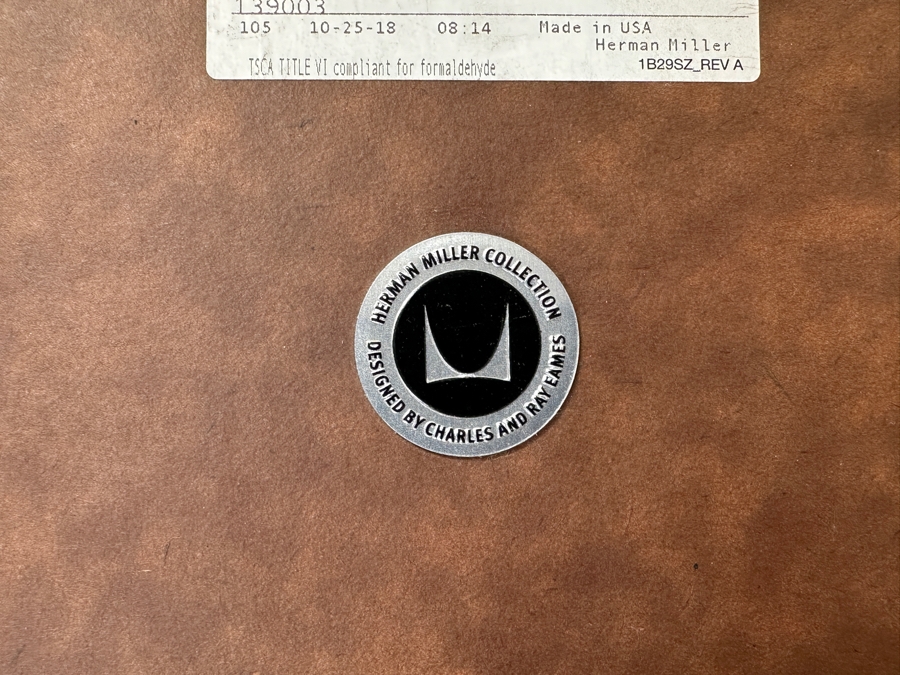 139003
105 10-25-18 08:14 Made in USA
Herman Miller
TSCA TITLE VI compliant for formaldehyde 1B29SZ_REV A
HERMAN MILLER COLLECTION
DESIGNED BY CHARLES AND RAY EAMES